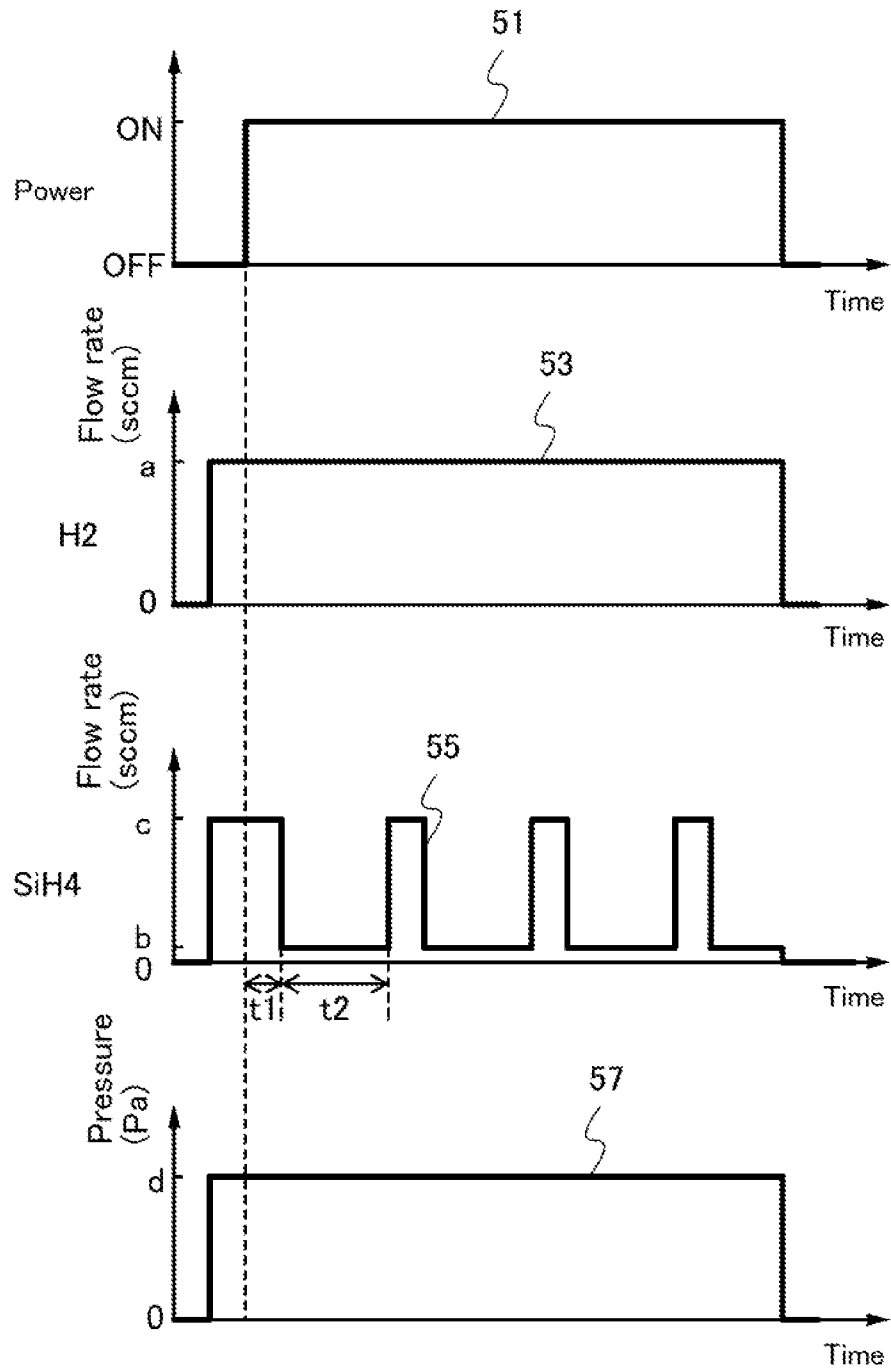 51
ON
Power
OFF
Time
Flow rate
(sccm)
53
a
H2
0
Time
Flow rate
(sccm)
55
c
SiH4
b
0
Time
t1
t2
Pressure
(Pa)
57
d
0
Time